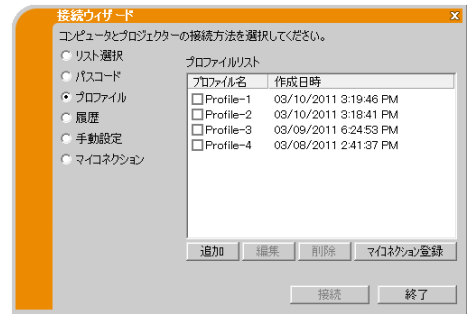 接続ウィザード
コンピュータとプロジェクターの接続方法を選択してください。
リスト選択
パスコード
プロファイル
履歴
手動設定
マイコネクション
プロファイルリスト
プロファイル名 作成日時
Profile-1 03/10/2011 3:19:46 PM
Profile-2 03/10/2011 3:18:41 PM
Profile-3 03/09/2011 6:24:53 PM
Profile-4 03/08/2011 2:41:37 PM
追加 編集 削除 マイコネクション登録
接続 終了